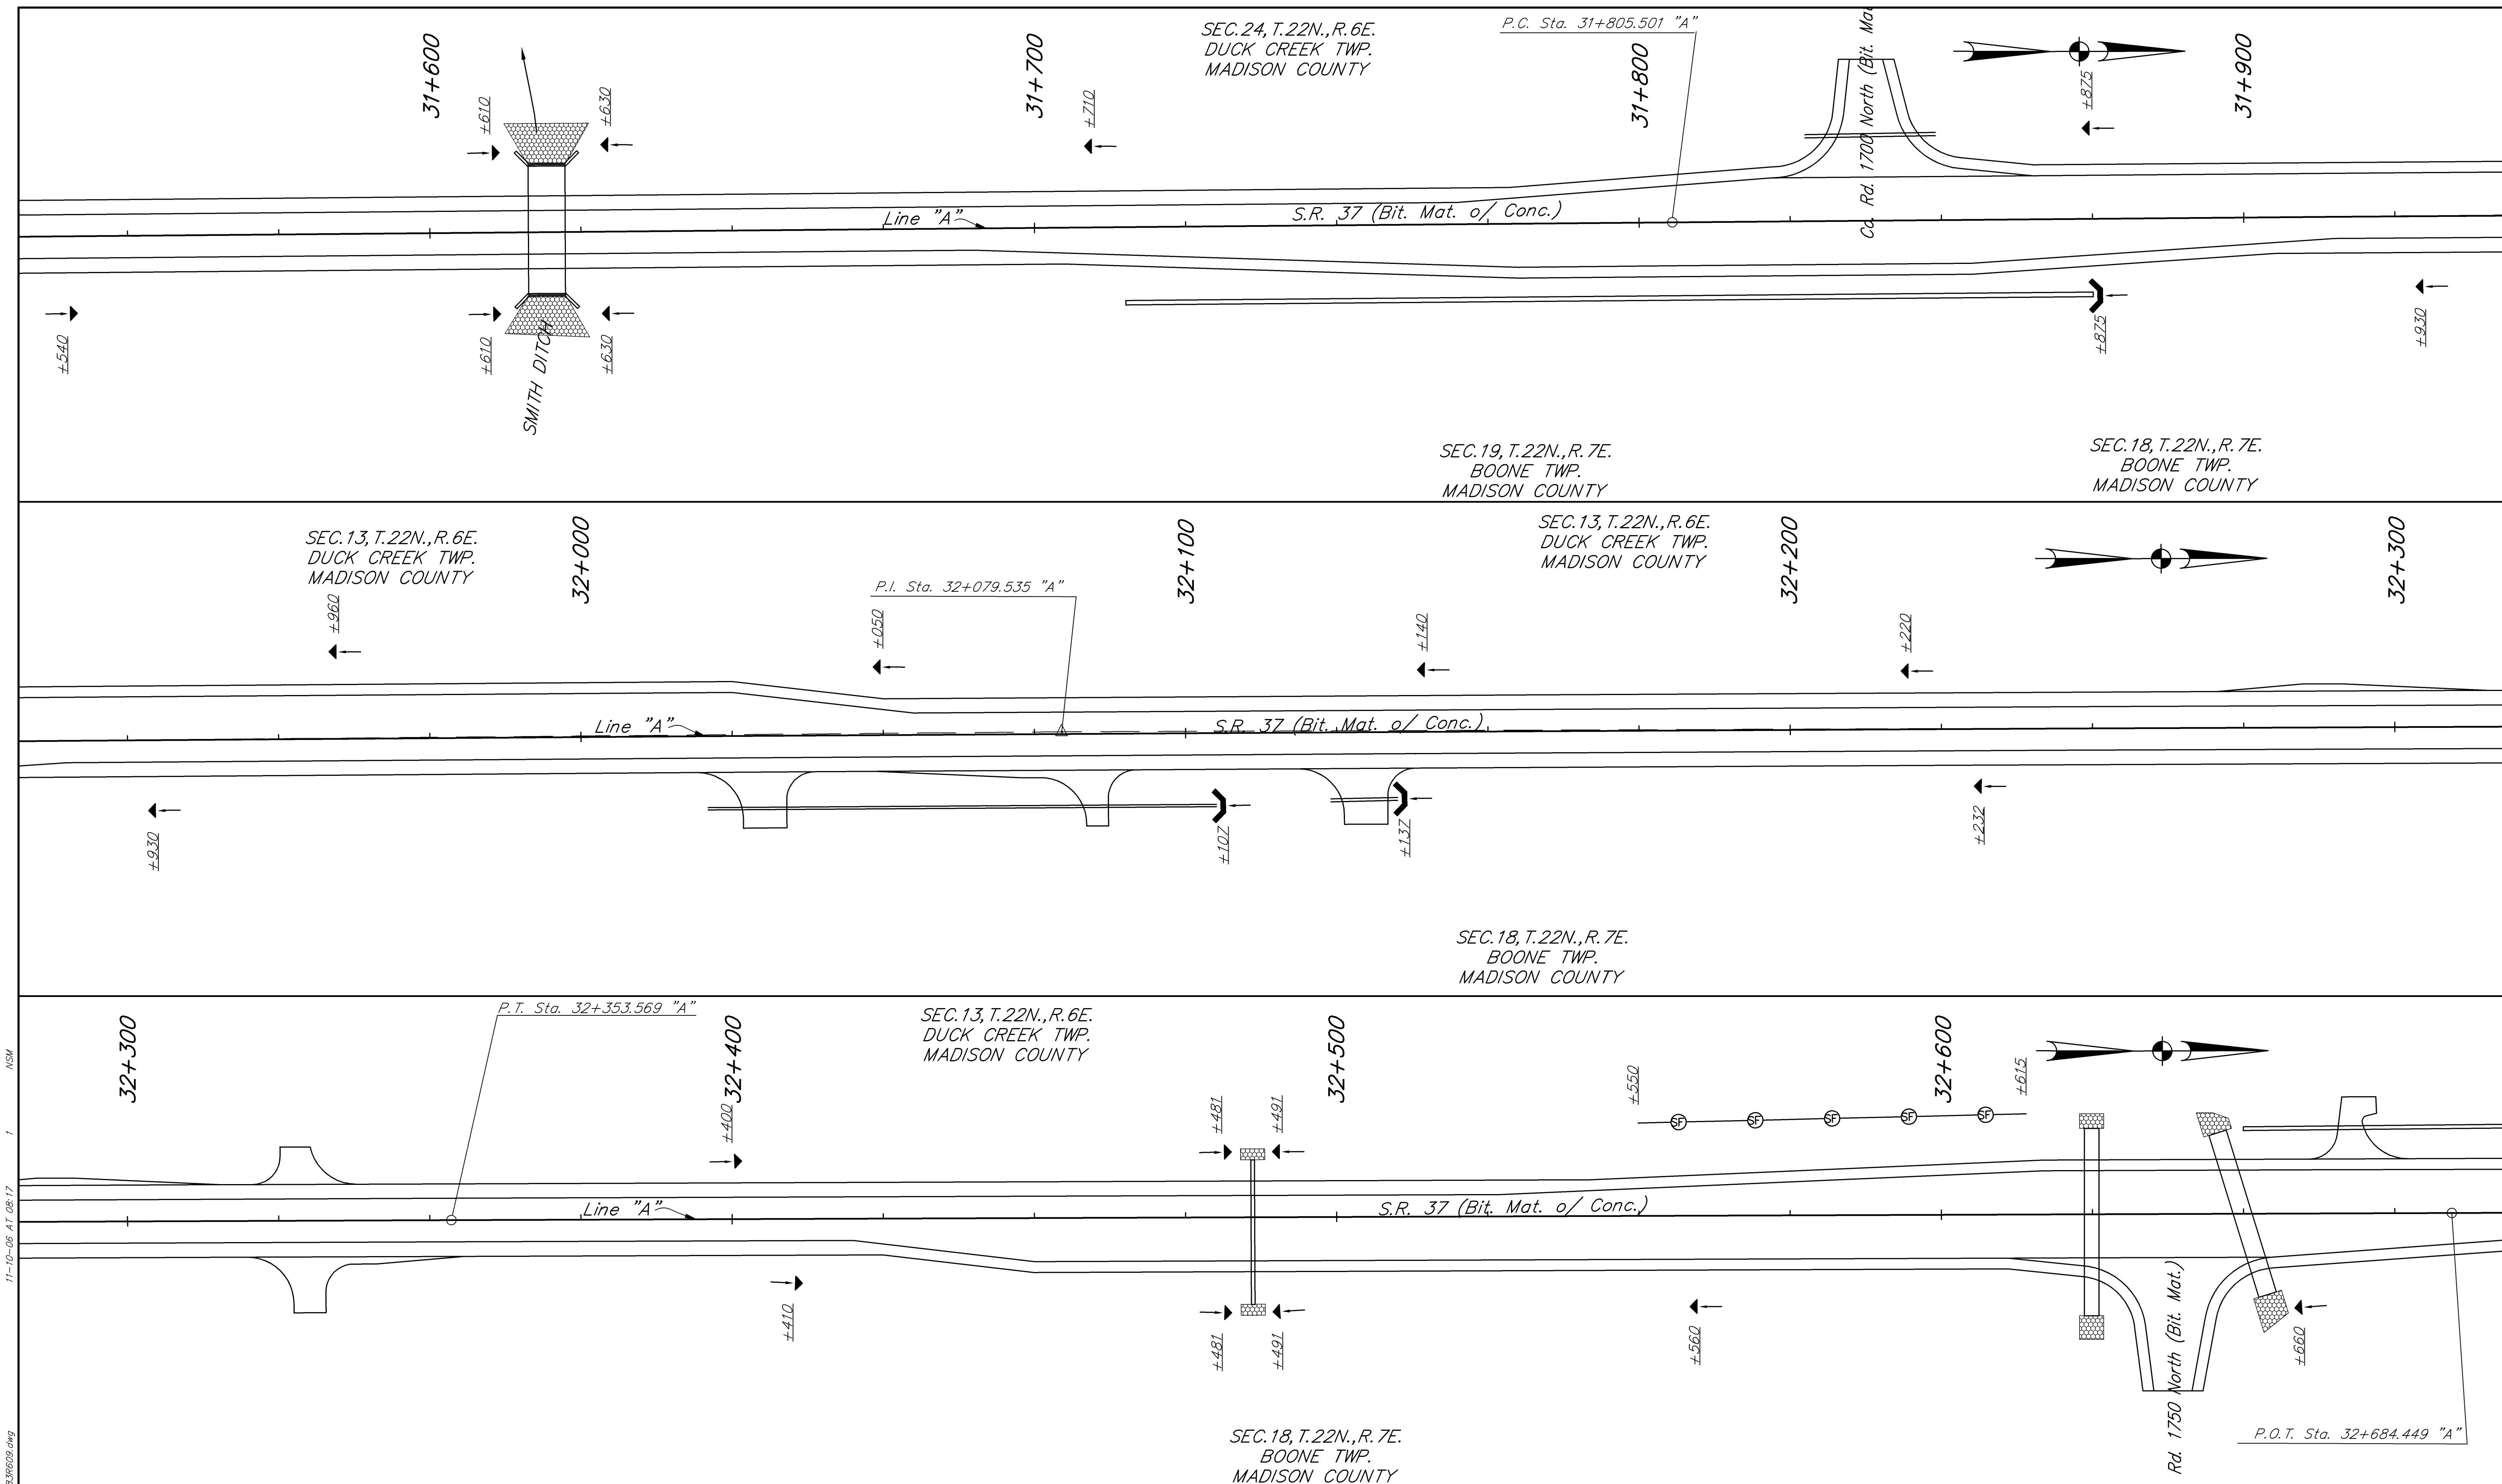 31+600
31+700
SEC.24, T.22N., R.6E.
DUCK CREEK TWP.
MADISON COUNTY
P.C. Sta. 31+805.501 "A"
31+800
Co. Rd. 1700 North (Bit.
31+900
+610
+630
+710
+875
Line "A"
S.R. 37 (Bit. Mat. o/ Conc.)
+540
+610
+630
SMITH DITCH
+875
+930
SEC.19, T.22N., R.7E.
BOONE TWP.
MADISON COUNTY
SEC.18, T.22N., R.7E.
BOONE TWP.
MADISON COUNTY
SEC.13, T.22N., R.6E.
DUCK CREEK TWP.
MADISON COUNTY
32+000
P.I. Sta. 32+079.535 "A"
32+100
SEC.13, T.22N., R.6E.
DUCK CREEK TWP.
MADISON COUNTY
32+200
32+300
+960
+050
+140
+220
Line "A"
S.R. 37 (Bit. Mat. o/ Conc.)
+930
+107
+137
+232
SEC.18, T.22N., R.7E.
BOONE TWP.
MADISON COUNTY
32+300
P.T. Sta. 32+353.569 "A"
32+400
SEC.13, T.22N., R.6E.
DUCK CREEK TWP.
MADISON COUNTY
32+500
32+600
+400
+481
+491
+550
SF
SF
SF
SF
SF
+615
Line "A"
S.R. 37 (Bit. Mat. o/ Conc.)
+410
+481
+491
+560
Rd. 1750 North (Bit. Mat.)
+660
P.O.T. Sta. 32+684.449 "A"
SEC.18, T.22N., R.7E.
BOONE TWP.
MADISON COUNTY
NSM
1
11-10-06 AT 08:17
R609.dwg